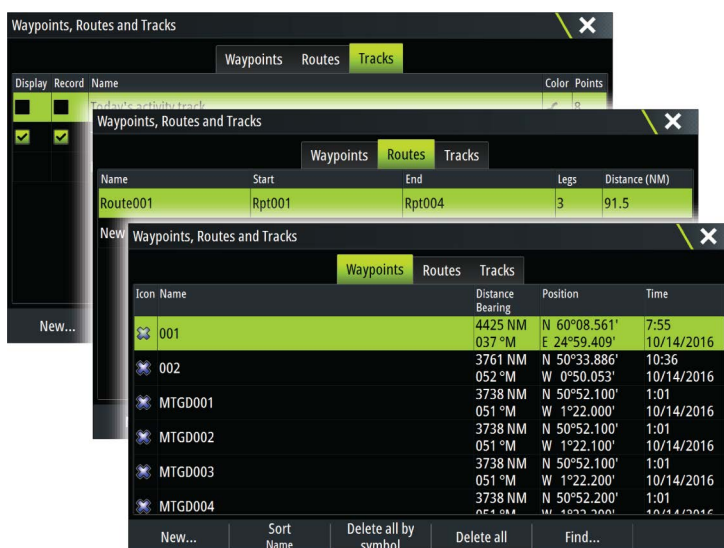 Waypoints, Routes and Tracks
Waypoints Routes Tracks
Display Record Name Color Points
Today's activity track 8
New...
Waypoints, Routes and Tracks
Waypoints Routes Tracks
Name Start End Legs Distance (NM)
Route001 Rpt001 Rpt004 3 91.5
New
Waypoints, Routes and Tracks
Waypoints Routes Tracks
Icon Name Distance Position Time
Bearing
001 4425 NM N 60°08.561' 7:55
037 °M E 24°59.409' 10/14/2016
002 3761 NM N 50°33.886' 10:36
052 °M W 0°50.053' 10/14/2016
MTGD001 3738 NM N 50°52.100' 1:01
051 °M W 1°22.000' 10/14/2016
MTGD002 3738 NM N 50°52.100' 1:01
051 °M W 1°22.100' 10/14/2016
MTGD003 3738 NM N 50°52.100' 1:01
051 °M W 1°22.200' 10/14/2016
MTGD004 3738 NM N 50°52.200' 1:01
New... Sort Delete all by Delete all Find...
Name symbol